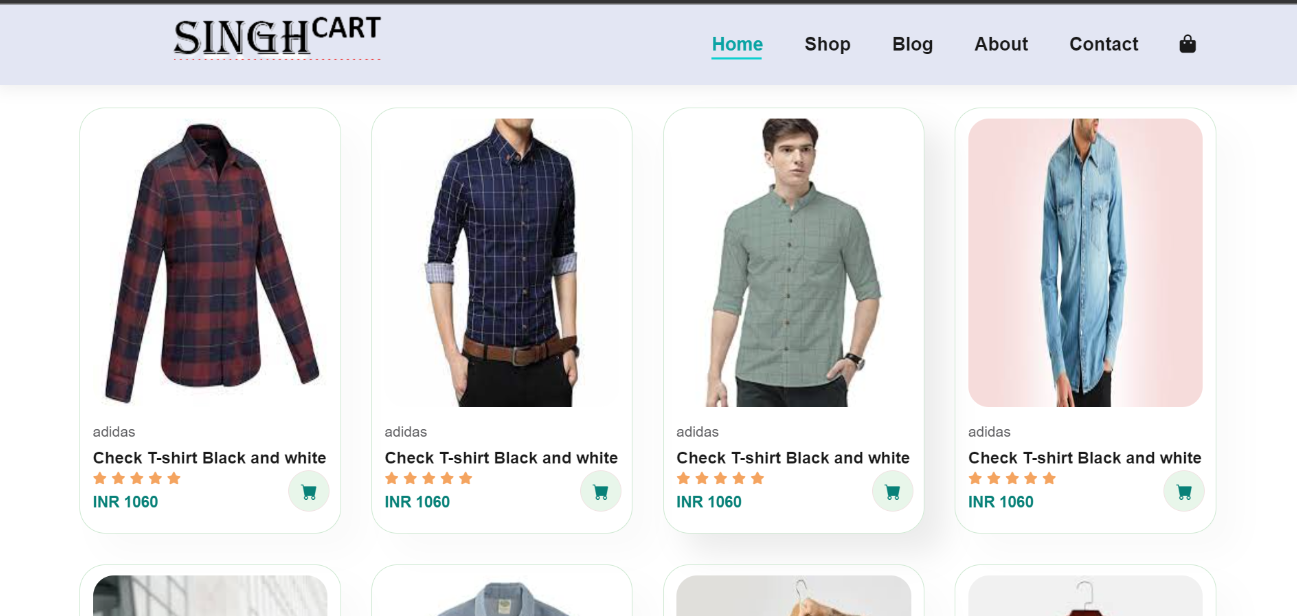 SINGHCART
Home Shop Blog About Contact
adidas adidas adidas adidas
Check T-shirt Black and white Check T-shirt Black and white Check T-shirt Black and white Check T-shirt Black and white
INR 1060 INR 1060 INR 1060 INR 1060